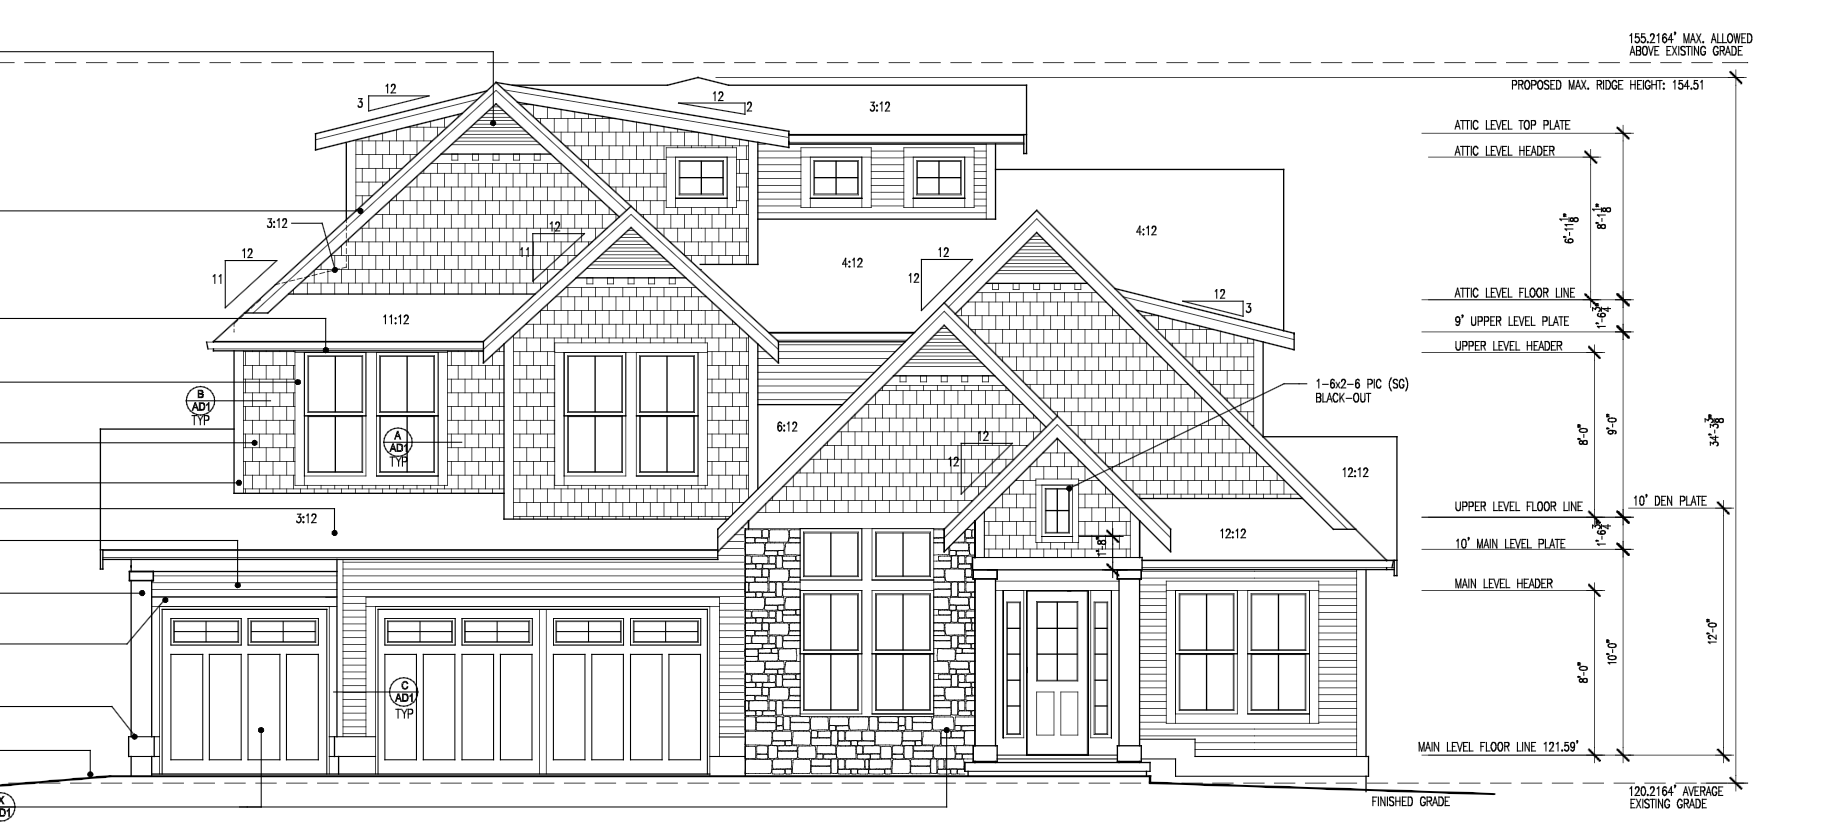 155.2164' MAX. ALLOWED
ABOVE EXISTING GRADE
PROPOSED MAX. RIDGE HEIGHT: 154.51
12
3
12
2
3:12
ATTIC LEVEL TOP PLATE
ATTIC LEVEL HEADER
6'-11 1/8"
8'-1 1/8"
3:12
12
11
12
11
4:12
12
12
4:12
12
3
ATTIC LEVEL FLOOR LINE
1'-6 3/4"
9' UPPER LEVEL PLATE
UPPER LEVEL HEADER
11:12
1-6x2-6 PIC (SG)
BLACK-OUT
B
AD1
TYP
A
AD1
TYP
6:12
12
12
12:12
8'-0"
9'-0"
34'-3 3/8"
3:12
12:12
UPPER LEVEL FLOOR LINE
10' DEN PLATE
1'-6 3/4"
10' MAIN LEVEL PLATE
1'-8"
MAIN LEVEL HEADER
8'-0"
10'-0"
12'-0"
C
AD1
TYP
MAIN LEVEL FLOOR LINE 121.59'
120.2164' AVERAGE
EXISTING GRADE
FINISHED GRADE